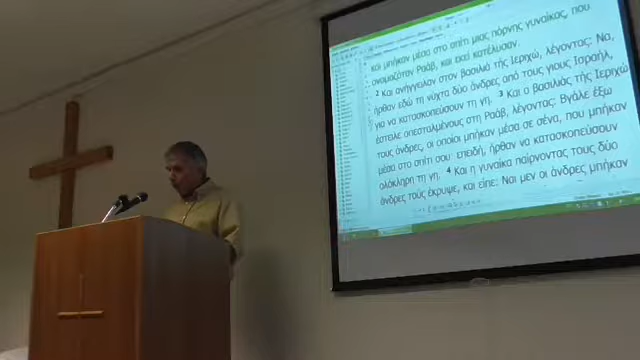 και μπήκαν μέσα στο σπίτι μιας πόρνης γυναίκας, που
ονομαζόταν Ραάβ, και εκεί κατέλυσαν.
2 Και ανήγγειλαν στον βασιλιά τής Ιεριχώ, λέγοντας: Να,
ήρθαν εδώ τη νύχτα δύο άνδρες από τους γιους Ισραήλ,
για να κατασκοπεύσουν τη γη. 3 Και ο βασιλιάς τής Ιεριχώ
έστειλε απεσταλμένους στη Ραάβ, λέγοντας: Βγάλε έξω
τους άνδρες, οι οποίοι μπήκαν μέσα σε σένα, που μπήκαν
μέσα στο σπίτι σου· επειδή, ήρθαν να κατασκοπεύσουν
ολόκληρη τη γη. 4 Και η γυναίκα παίρνοντας τους δύο
άνδρες τούς έκρυψε, και είπε: Ναι μεν οι άνδρες μπήκαν